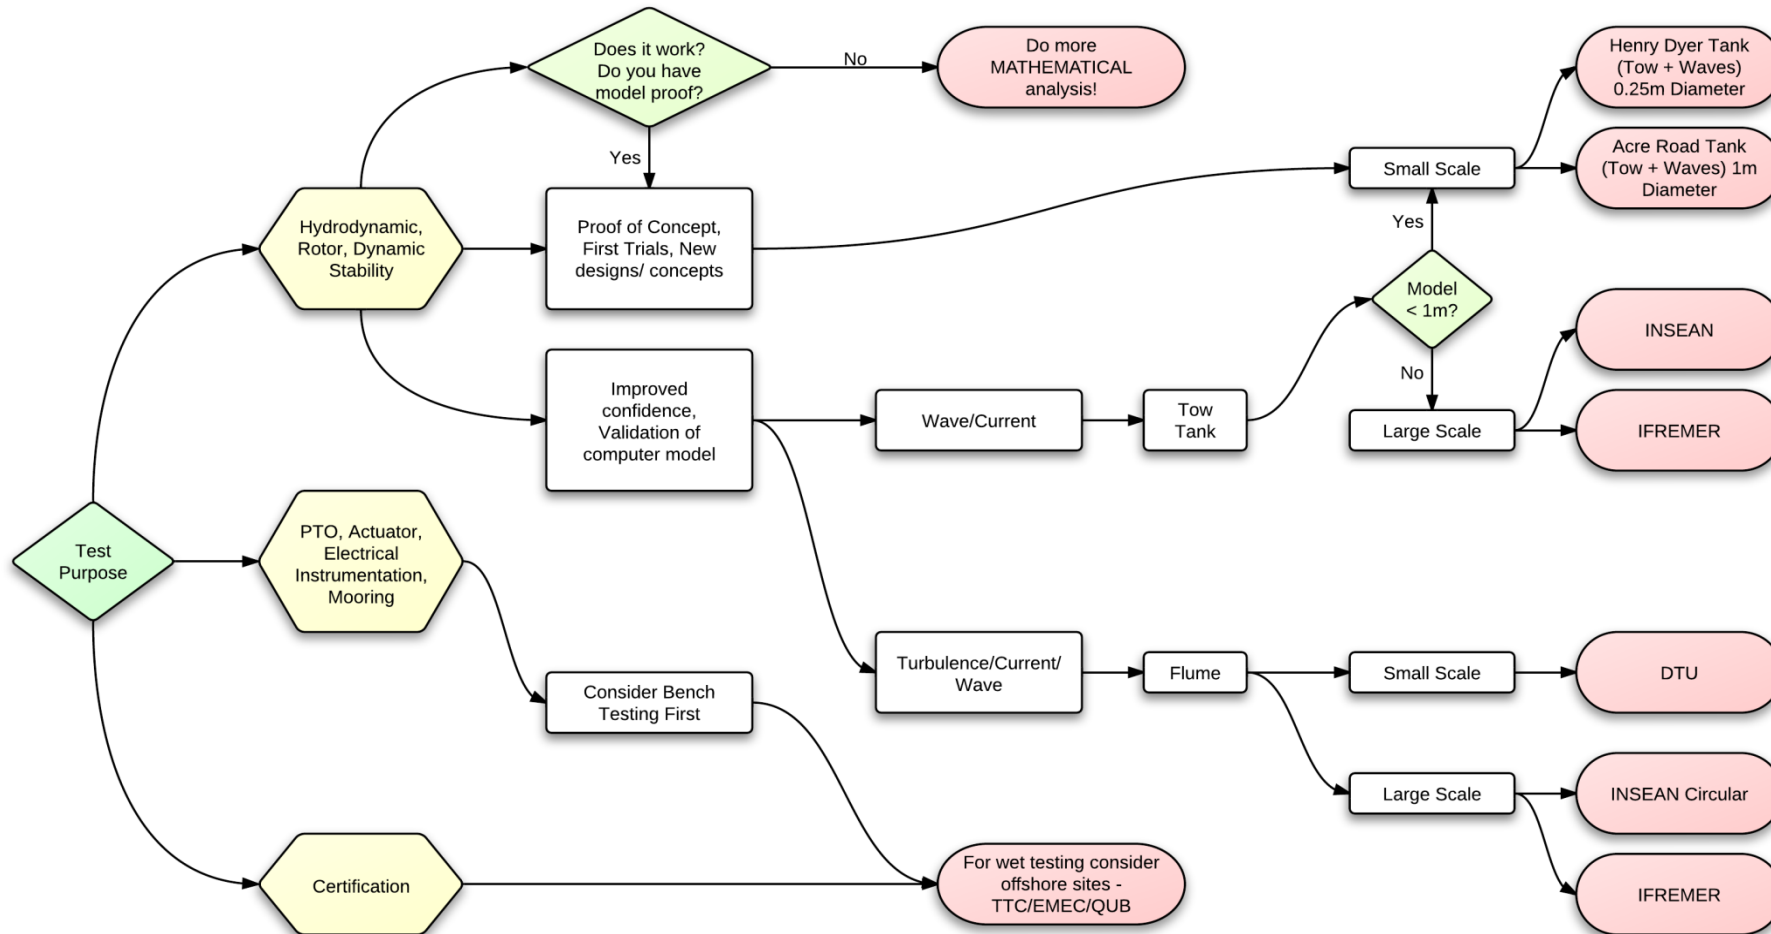 Does it work?
Do you have
model proof?
No
Do more
MATHEMATICAL
analysis!
Henry Dyer Tank
(Tow + Waves)
0.25m Diameter
Yes
Acre Road Tank
(Tow + Waves) 1m
Diameter
Small Scale
Hydrodynamic,
Rotor, Dynamic
Stability
Proof of Concept,
First Trials, New
designs/ concepts
Yes
Model
< 1m?
INSEAN
No
Improved
confidence,
Validation of
computer model
Wave/Current
Tow
Tank
Large Scale
IFREMER
Test
Purpose
PTO, Actuator,
Electrical
Instrumentation,
Mooring
Consider Bench
Testing First
Turbulence/Current/
Wave
Flume
Small Scale
DTU
Large Scale
INSEAN Circular
Certification
For wet testing consider
offshore sites -
TTC/EMEC/QUB
IFREMER